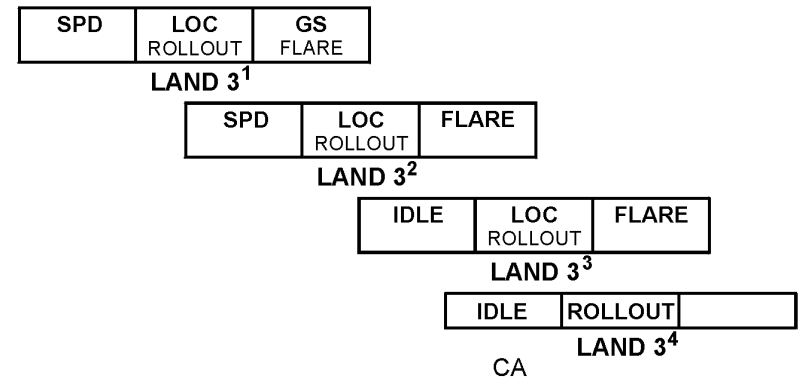 SPD LOC GS
ROLLOUT FLARE
LAND 3¹
SPD LOC FLARE
ROLLOUT
LAND 3²
IDLE LOC FLARE
ROLLOUT
LAND 3³
IDLE ROLLOUT
LAND 3⁴
CA